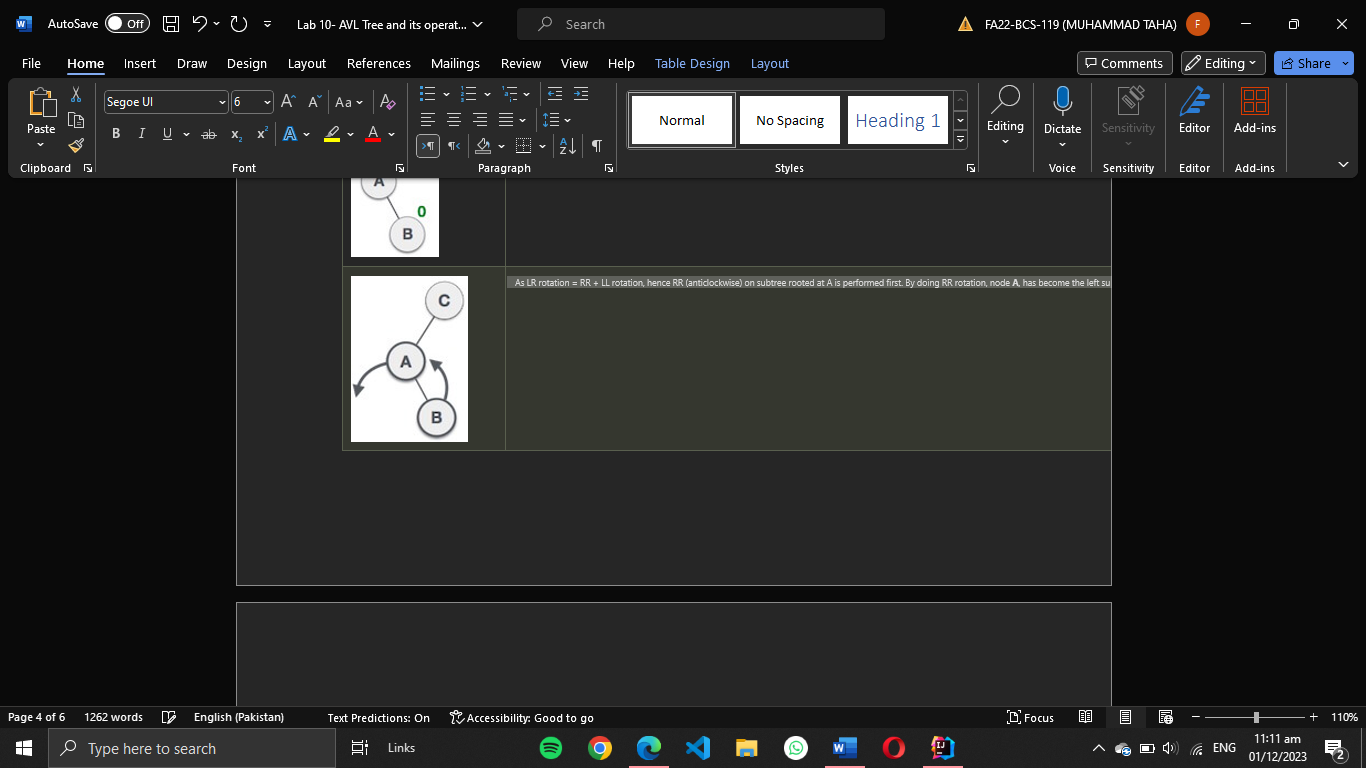 AutoSave Off Lab 10- AVL Tree and its operat... Search FA22-BCS-119 (MUHAMMAD TAHA) F
File Home Insert Draw Design Layout References Mailings Review View Help Table Design Layout Comments Editing Share
Paste
Segoe UI 6 Aa
B I U ab x₂ x² A A
Normal No Spacing Heading 1
Editing Dictate Sensitivity Editor Add-ins
Clipboard Font Paragraph Styles Voice Sensitivity Editor Add-ins
A
0
B
As LR rotation = RR + LL rotation, hence RR (anticlockwise) on subtree rooted at A is performed first. By doing RR rotation, node A, has become the left su
C
A
B
Page 4 of 6 1262 words English (Pakistan) Text Predictions: On Accessibility: Good to go Focus 110%
Type here to search Links ENG 11:11 am
01/12/2023 2